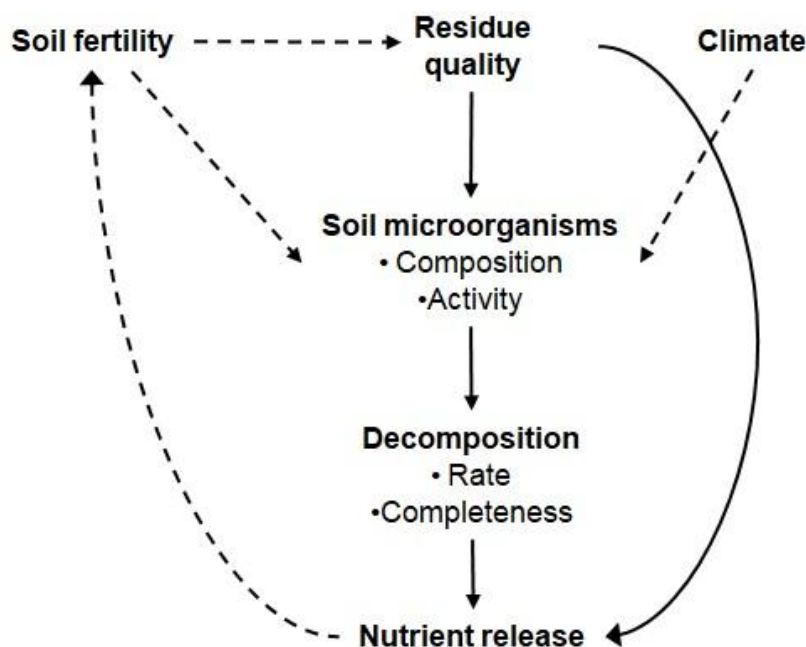 Soil fertility
Residue
quality
Climate
Soil microorganisms
• Composition
•Activity
Decomposition
• Rate
•Completeness
Nutrient release